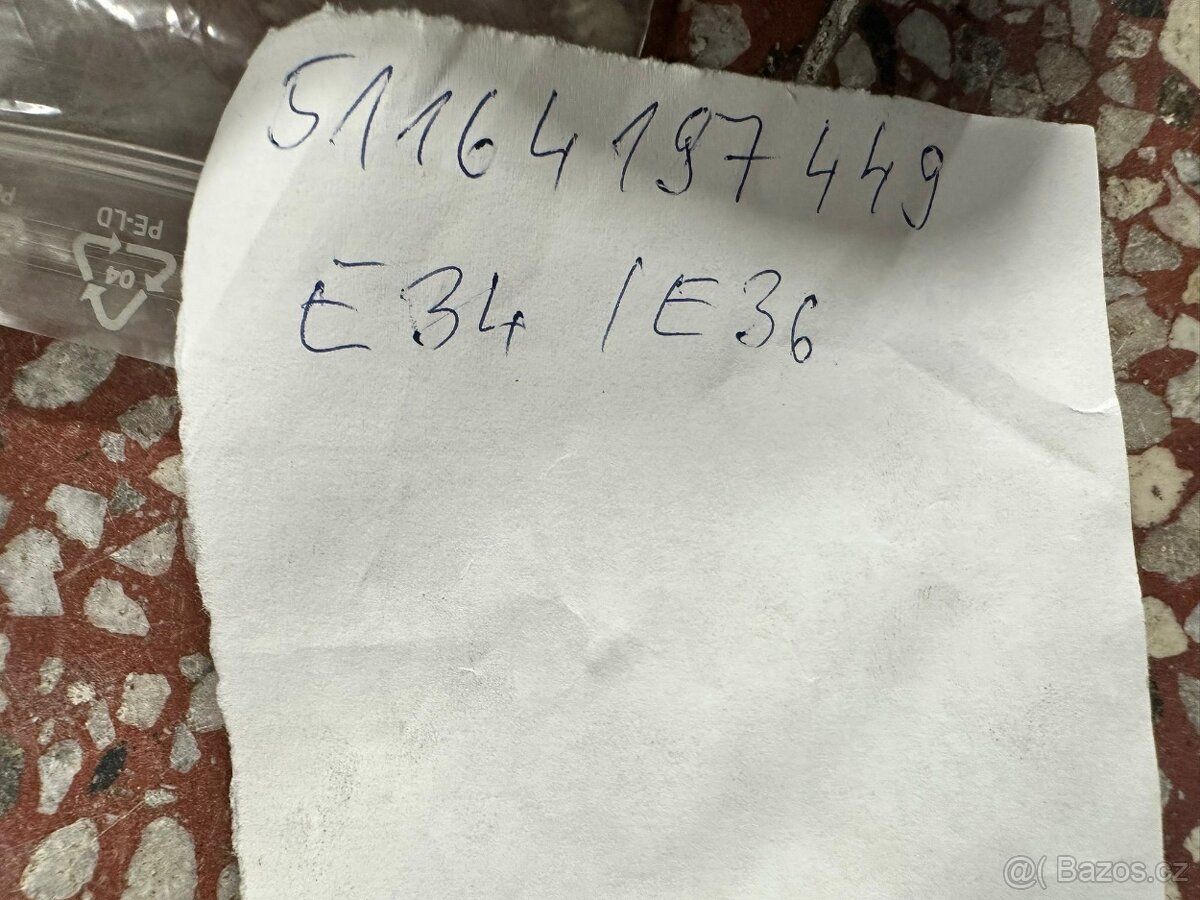 51164197449
E34 / E36
04
PE-LD
@( Bazos.cz